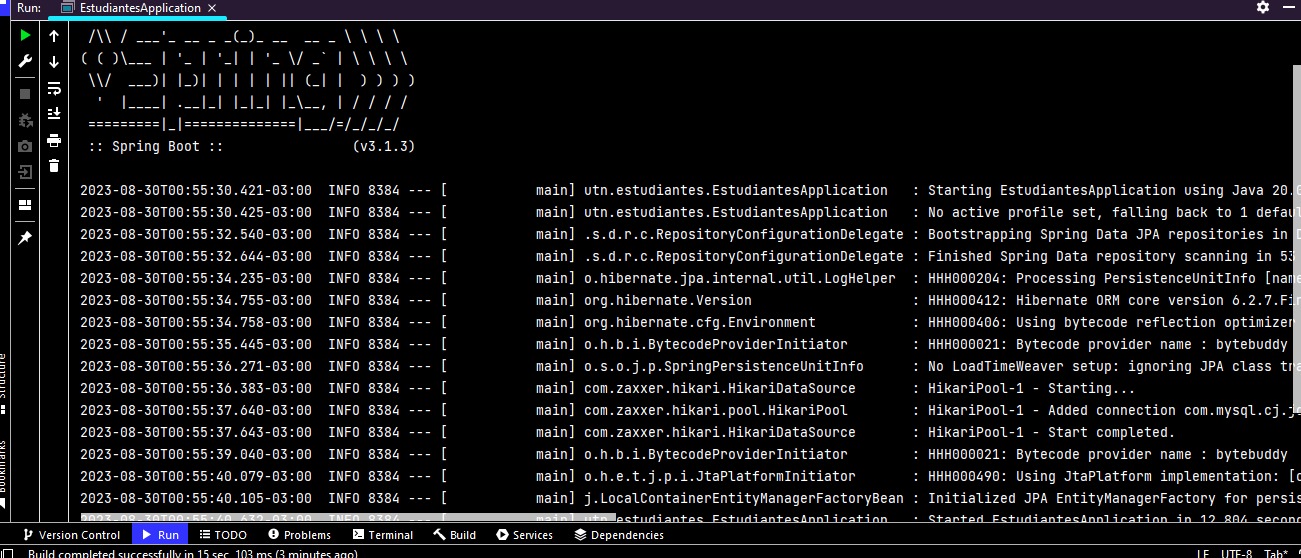 Run: EstudiantesApplication ×
 /\\ / ___'_ __ _ _(_)_ __  __ _ \ \ \ \
( ( )\___ | '_ | '_| | '_ \/ _` | \ \ \ \
 \\/  ___)| |_)| | | | | || (_| |  ) ) ) )
  '  |____| .__|_| |_|_| |_\__, | / / / /
 =========|_|==============|___/=/_/_/_/
 :: Spring Boot ::                (v3.1.3)
2023-08-30T00:55:30.421-03:00  INFO 8384 --- [           main] utn.estudiantes.EstudiantesApplication   : Starting EstudiantesApplication using Java 20.0
2023-08-30T00:55:30.425-03:00  INFO 8384 --- [           main] utn.estudiantes.EstudiantesApplication   : No active profile set, falling back to 1 defaul
2023-08-30T00:55:32.540-03:00  INFO 8384 --- [           main] .s.d.r.c.RepositoryConfigurationDelegate : Bootstrapping Spring Data JPA repositories in D
2023-08-30T00:55:32.644-03:00  INFO 8384 --- [           main] .s.d.r.c.RepositoryConfigurationDelegate : Finished Spring Data repository scanning in 53
2023-08-30T00:55:34.235-03:00  INFO 8384 --- [           main] o.hibernate.jpa.internal.util.LogHelper  : HHH000204: Processing PersistenceUnitInfo [name
2023-08-30T00:55:34.755-03:00  INFO 8384 --- [           main] org.hibernate.Version                    : HHH000412: Hibernate ORM core version 6.2.7.Fin
2023-08-30T00:55:34.758-03:00  INFO 8384 --- [           main] org.hibernate.cfg.Environment            : HHH000406: Using bytecode reflection optimizer
2023-08-30T00:55:35.445-03:00  INFO 8384 --- [           main] o.h.b.i.BytecodeProviderInitiator        : HHH000021: Bytecode provider name : bytebuddy
2023-08-30T00:55:36.271-03:00  INFO 8384 --- [           main] o.s.o.j.p.SpringPersistenceUnitInfo      : No LoadTimeWeaver setup: ignoring JPA class tra
2023-08-30T00:55:36.383-03:00  INFO 8384 --- [           main] com.zaxxer.hikari.HikariDataSource       : HikariPool-1 - Starting...
2023-08-30T00:55:37.640-03:00  INFO 8384 --- [           main] com.zaxxer.hikari.pool.HikariPool        : HikariPool-1 - Added connection com.mysql.cj.j
2023-08-30T00:55:37.643-03:00  INFO 8384 --- [           main] com.zaxxer.hikari.HikariDataSource       : HikariPool-1 - Start completed.
2023-08-30T00:55:39.040-03:00  INFO 8384 --- [           main] o.h.b.i.BytecodeProviderInitiator        : HHH000021: Bytecode provider name : bytebuddy
2023-08-30T00:55:40.079-03:00  INFO 8384 --- [           main] o.h.e.t.j.p.i.JtaPlatformInitiator       : HHH000490: Using JtaPlatform implementation: [o
2023-08-30T00:55:40.105-03:00  INFO 8384 --- [           main] j.LocalContainerEntityManagerFactoryBean : Initialized JPA EntityManagerFactory for persis
2023-08-30T00:55:40.632-03:00  INFO 8384 --- [           main] utn.estudiantes.EstudiantesApplication   : Started EstudiantesApplication in 12.804 second
Structure
Bookmarks
Version Control Run TODO Problems Terminal Build Services Dependencies
Build completed successfully in 15 sec, 103 ms (3 minutes ago) LF UTF-8 Tab*